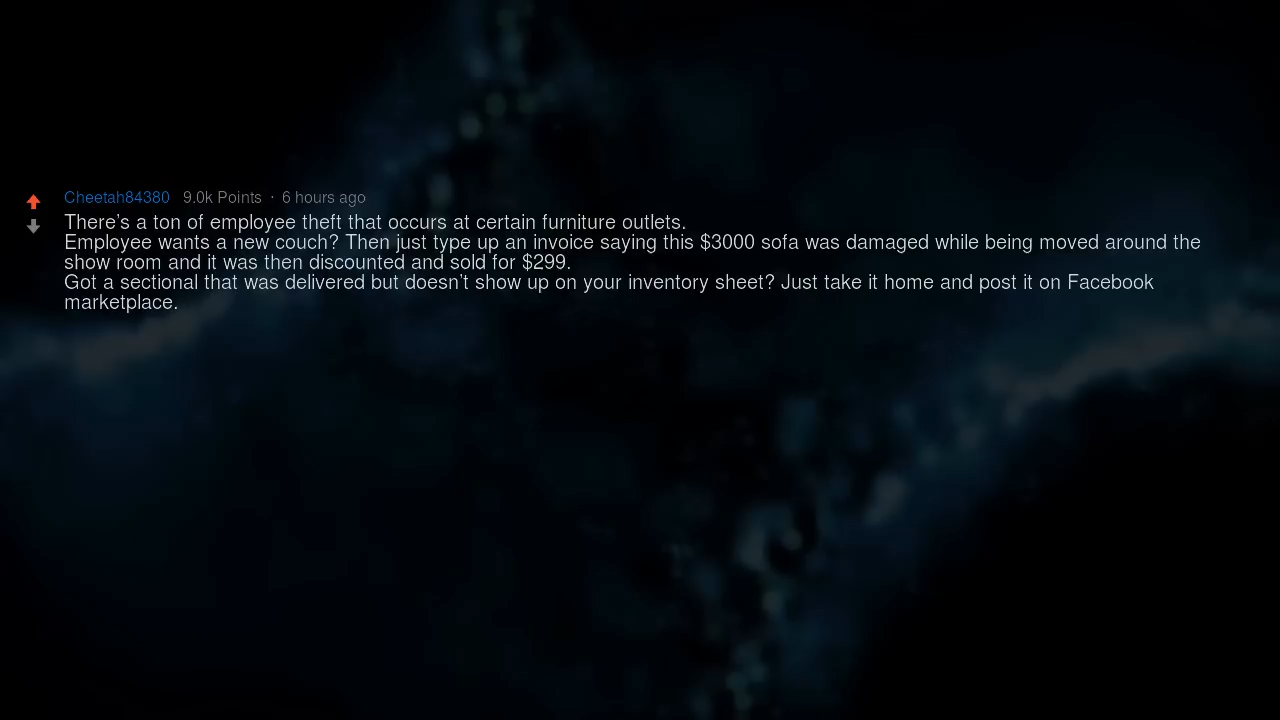 Cheetah84380 9.0k Points · 6 hours ago
There's a ton of employee theft that occurs at certain furniture outlets.
Employee wants a new couch? Then just type up an invoice saying this $3000 sofa was damaged while being moved around the
show room and it was then discounted and sold for $299.
Got a sectional that was delivered but doesn't show up on your inventory sheet? Just take it home and post it on Facebook
marketplace.